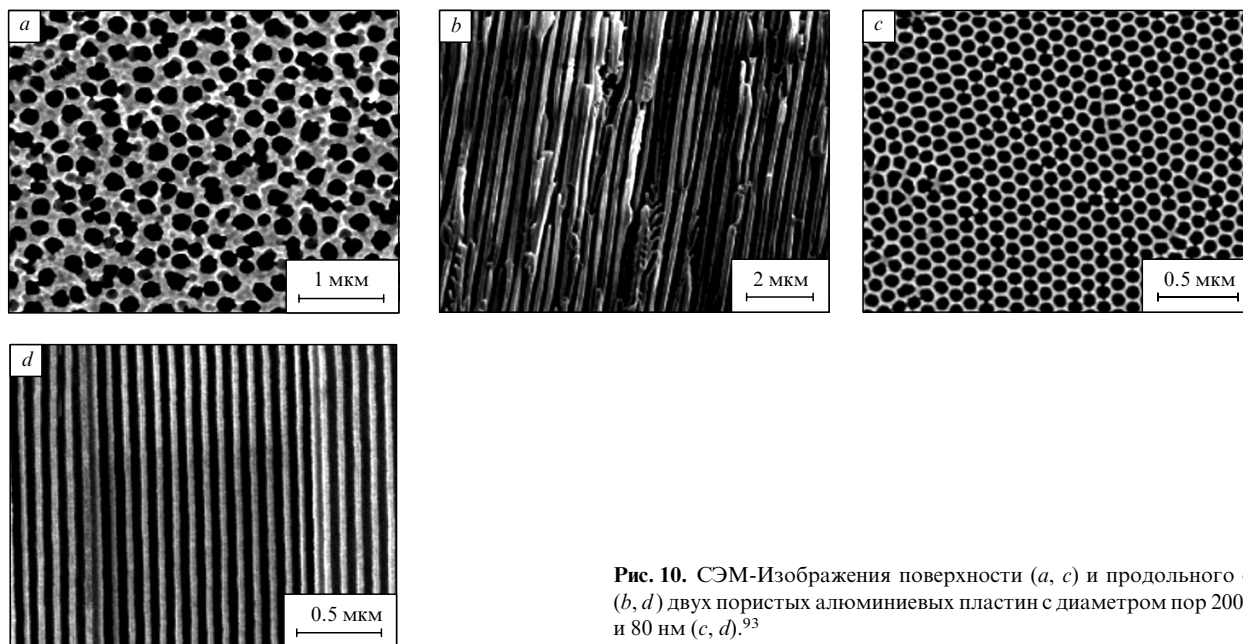 a
1 мкм
b
2 мкм
c
0.5 мкм
d
0.5 мкм
Рис. 10. СЭМ-Изображения поверхности (a, c) и продольного
(b, d) двух пористых алюминиевых пластин с диаметром пор 200
и 80 нм (c, d).93